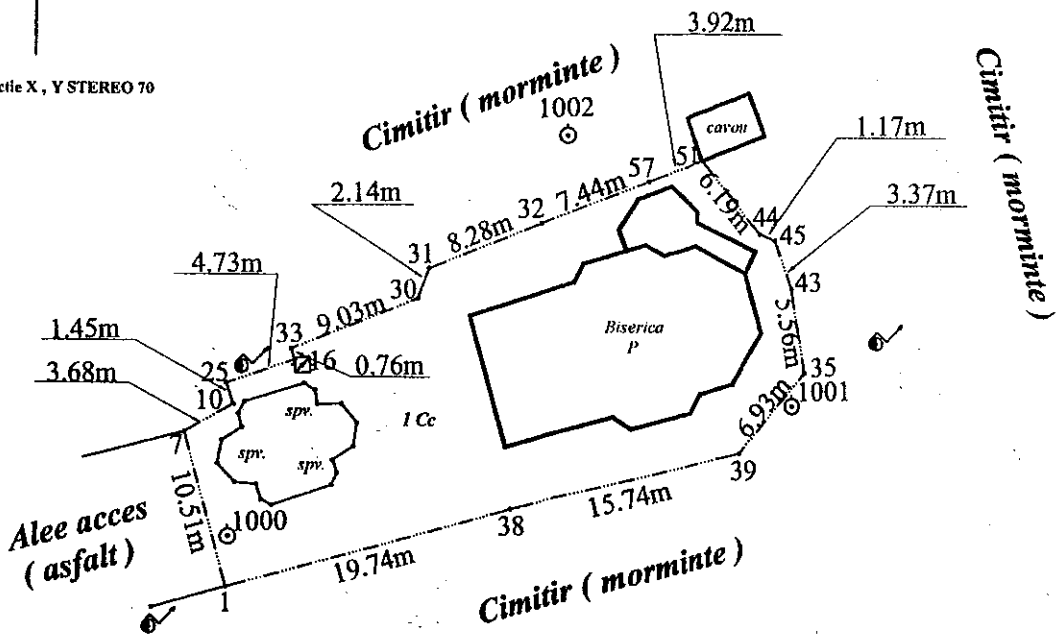 3.92m
ctie X , Y STEREO 70
Cimitir ( morminte )
1002
cavou
1.17m
Cimitir ( morminte )
2.14m
57
51
6.19m
44
45
3.37m
32
7.44m
31
8.28m
4.73m
30
43
9.03m
33
1.45m
16
0.76m
Biserica
P
5.56m
25
3.68m
10
35
1001
spv.
1 Cc
6.93m
7
spv.
spv.
39
10.51m
15.74m
Alee acces
( asfalt )
1000
38
19.74m
Cimitir ( morminte )
1